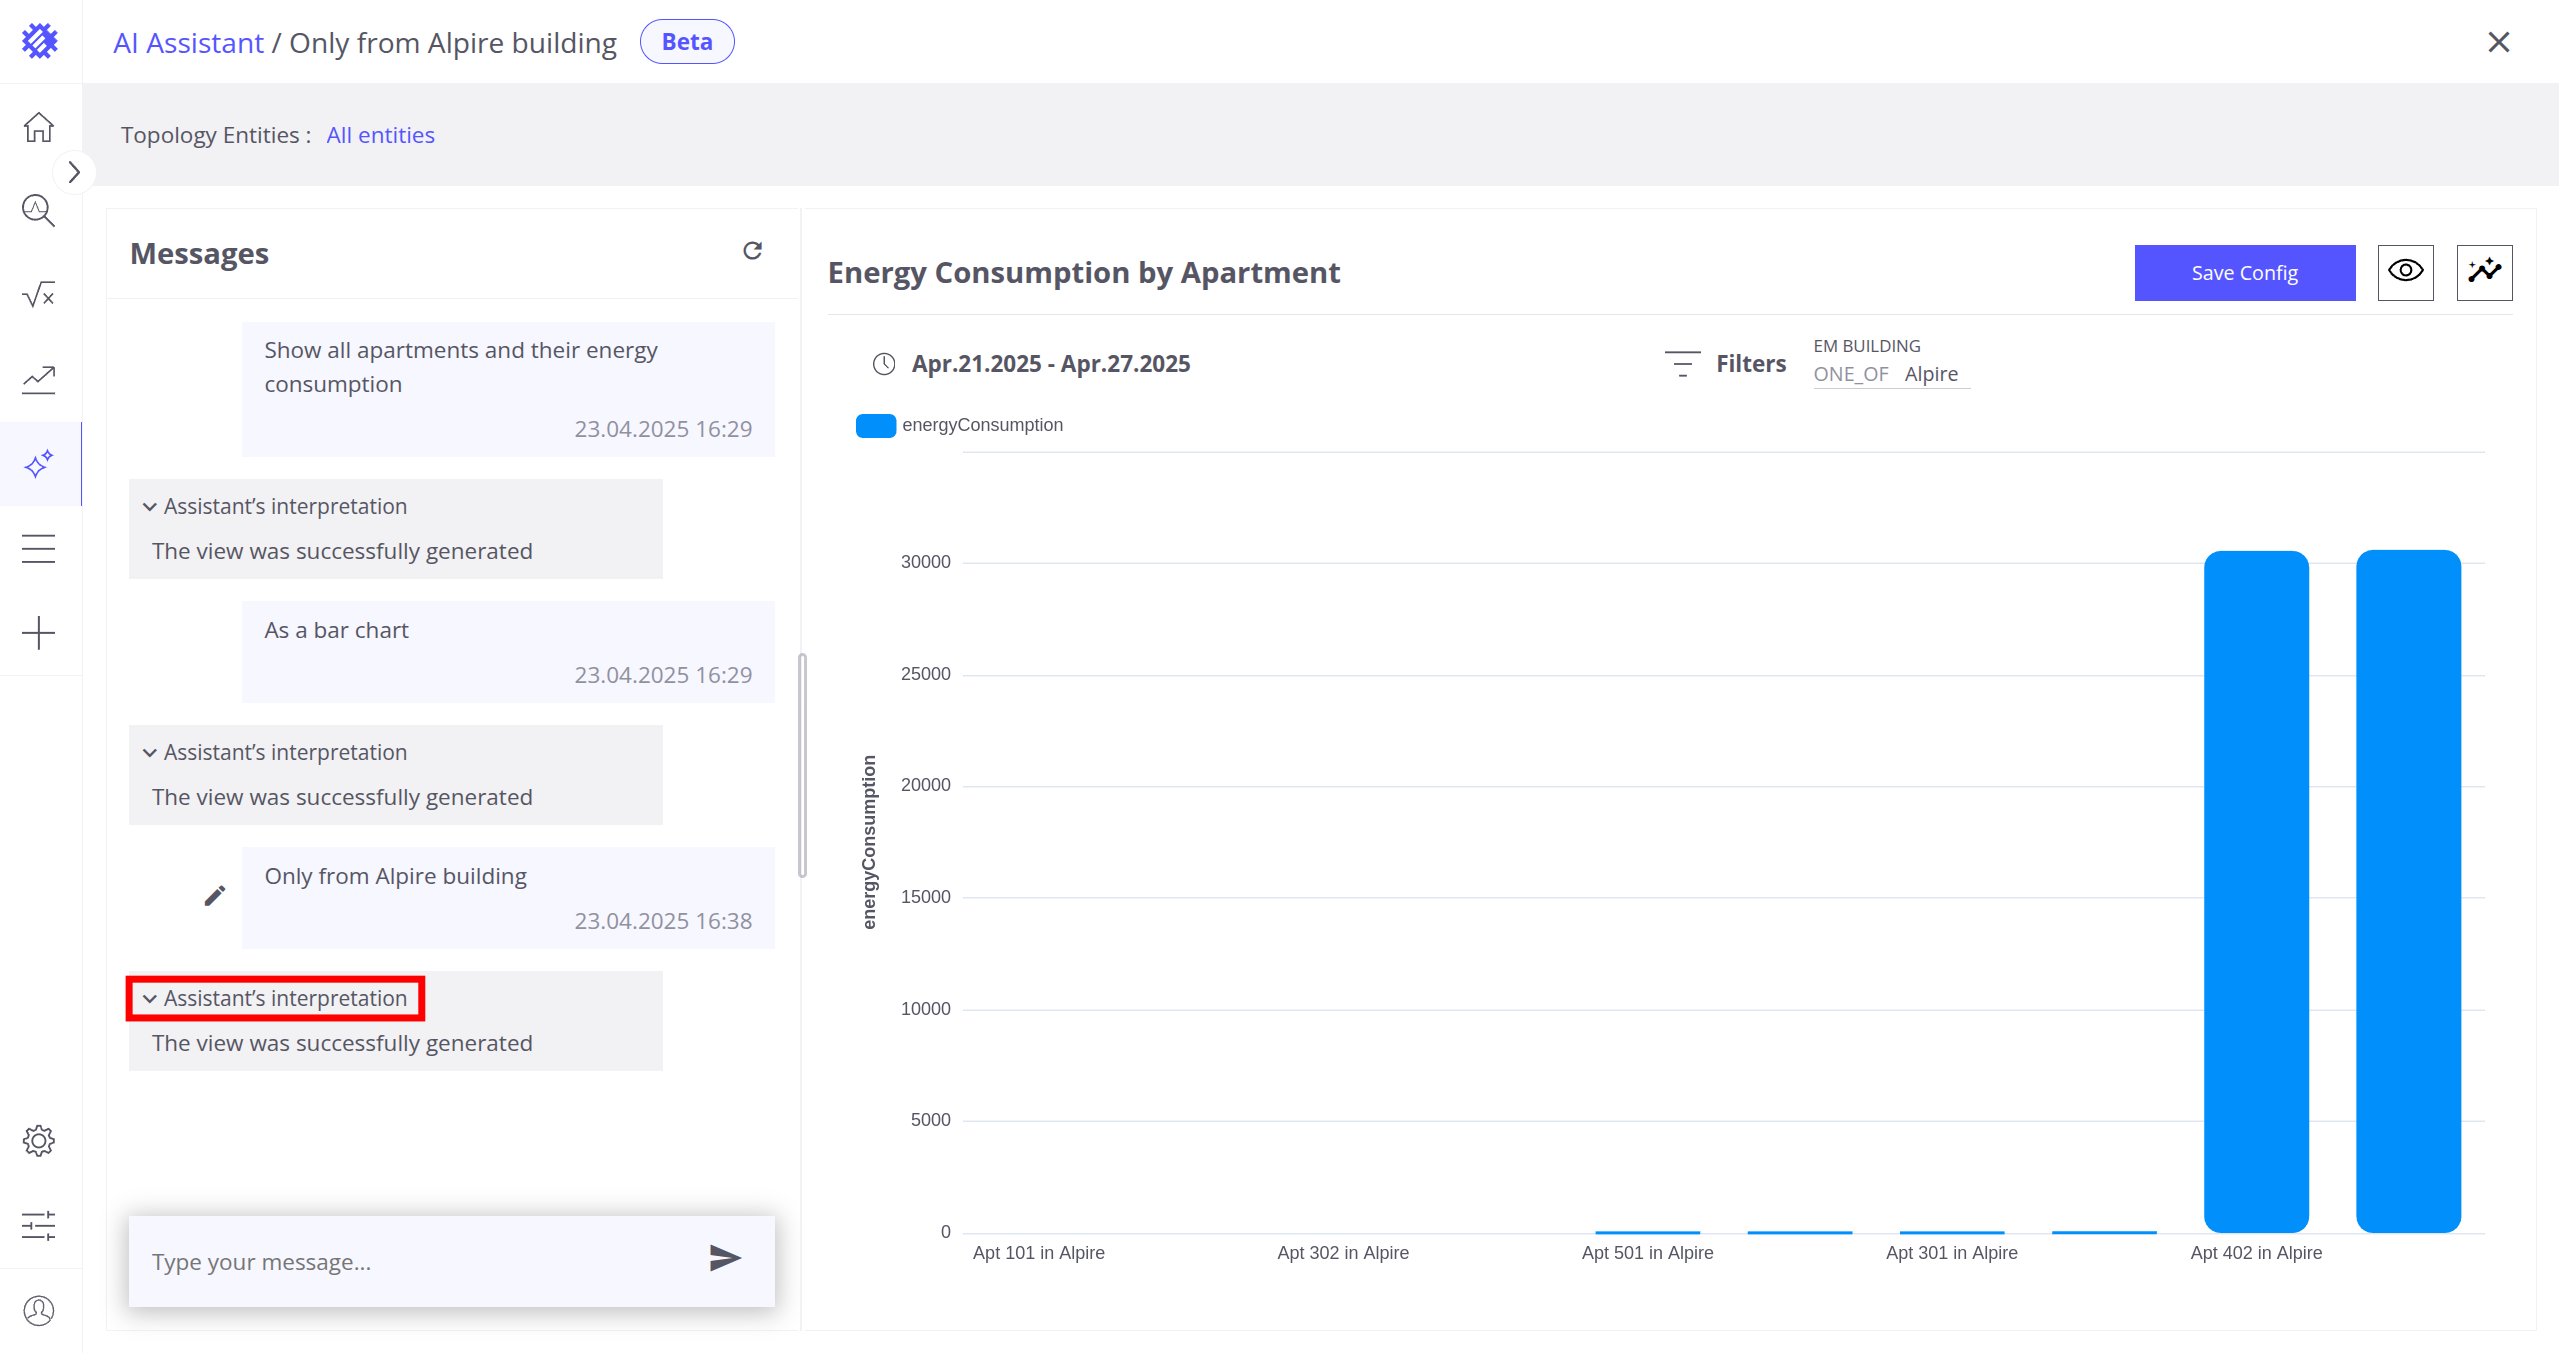 AI Assistant / Only from Alpire building
Beta
Topology Entities : All entities
Messages
Show all apartments and their energy
consumption
23.04.2025 16:29
Assistant's interpretation
The view was successfully generated
As a bar chart
23.04.2025 16:29
Assistant's interpretation
The view was successfully generated
Only from Alpire building
23.04.2025 16:38
Assistant's interpretation
The view was successfully generated
Type your message...
Energy Consumption by Apartment
Save Config
Apr.21.2025 - Apr.27.2025
Filters
EM BUILDING
ONE_OF Alpire
energyConsumption
energyConsumption
30000
25000
20000
15000
10000
5000
0
Apt 101 in Alpire
Apt 302 in Alpire
Apt 501 in Alpire
Apt 301 in Alpire
Apt 402 in Alpire